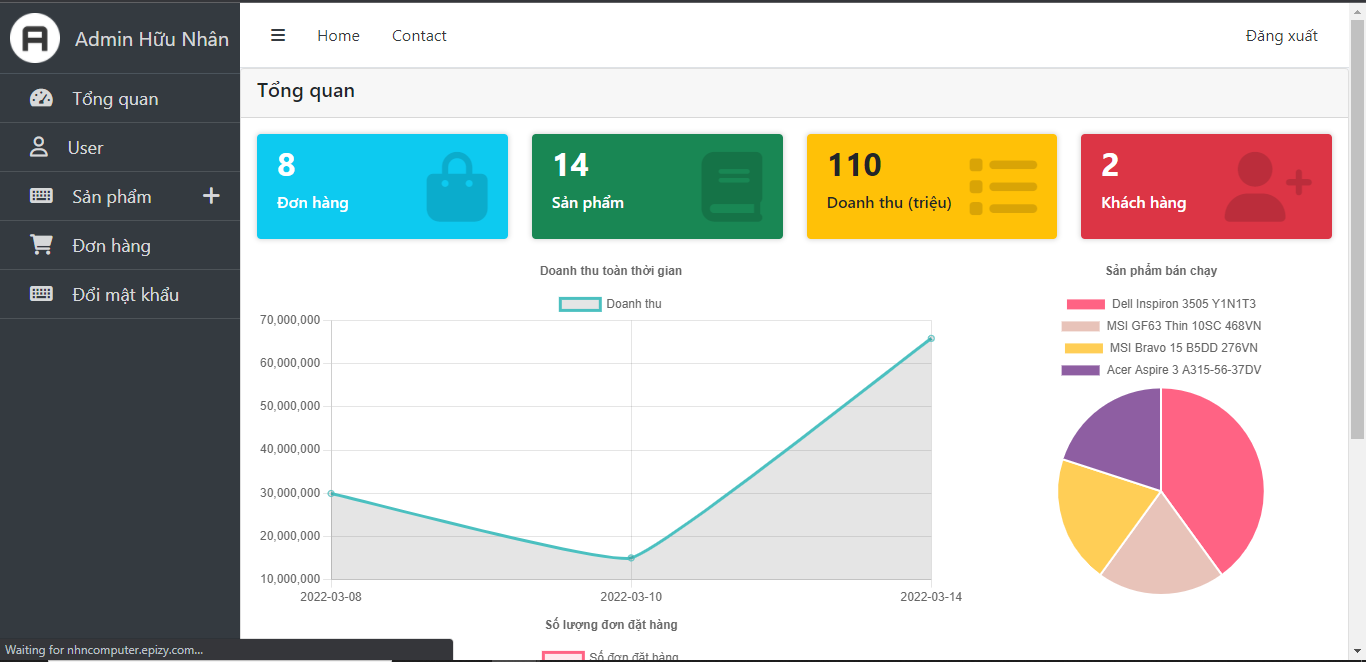 Admin Hữu Nhân
Home
Contact
Đăng xuất
Tổng quan
User
Sản phẩm
Đơn hàng
Đổi mật khẩu
Tổng quan
8
Đơn hàng
14
Sản phẩm
110
Doanh thu (triệu)
2
Khách hàng
Doanh thu toàn thời gian
Doanh thu
70,000,000
60,000,000
50,000,000
40,000,000
30,000,000
20,000,000
10,000,000
2022-03-08
2022-03-10
2022-03-14
Sản phẩm bán chạy
Dell Inspiron 3505 Y1N1T3
MSI GF63 Thin 10SC 468VN
MSI Bravo 15 B5DD 276VN
Acer Aspire 3 A315-56-37DV
Số lượng đơn đặt hàng
Số đơn đặt hàng
Waiting for nhncomputer.epizy.com...